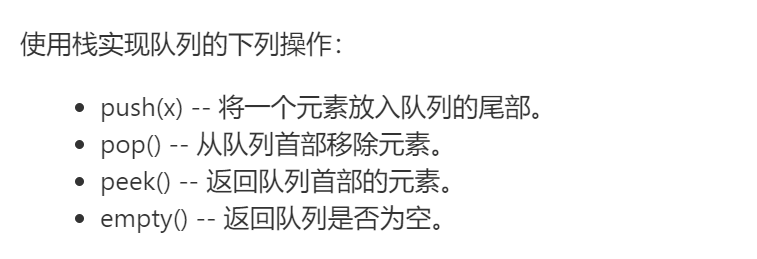 使用栈实现队列的下列操作：
• push(x) -- 将一个元素放入队列的尾部。
• pop() -- 从队列首部移除元素。
• peek() -- 返回队列首部的元素。
• empty() -- 返回队列是否为空。